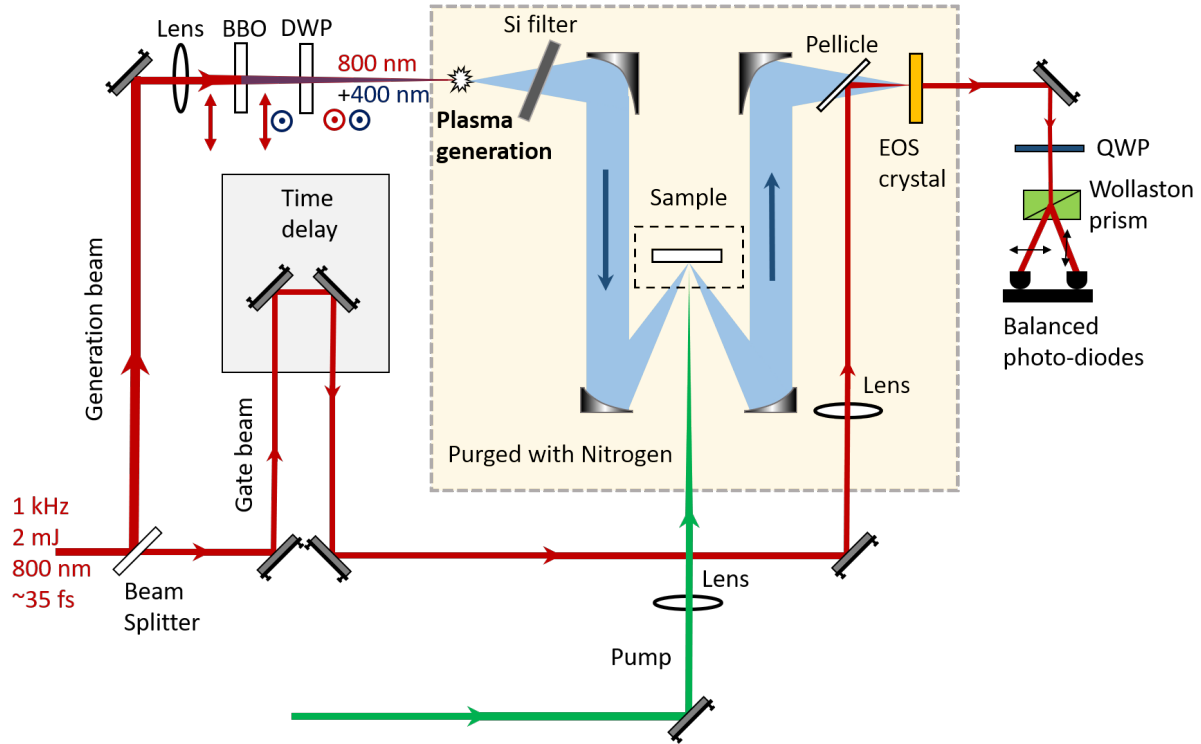 Lens
BBO
DWP
800 nm
+400 nm
Plasma
generation
Si filter
Pellicle
EOS
crystal
QWP
Wollaston
prism
Balanced
photo-diodes
Time
delay
Sample
Generation beam
Gate beam
Lens
Purged with Nitrogen
1 kHz
2 mJ
800 nm
~35 fs
Beam
Splitter
Lens
Pump